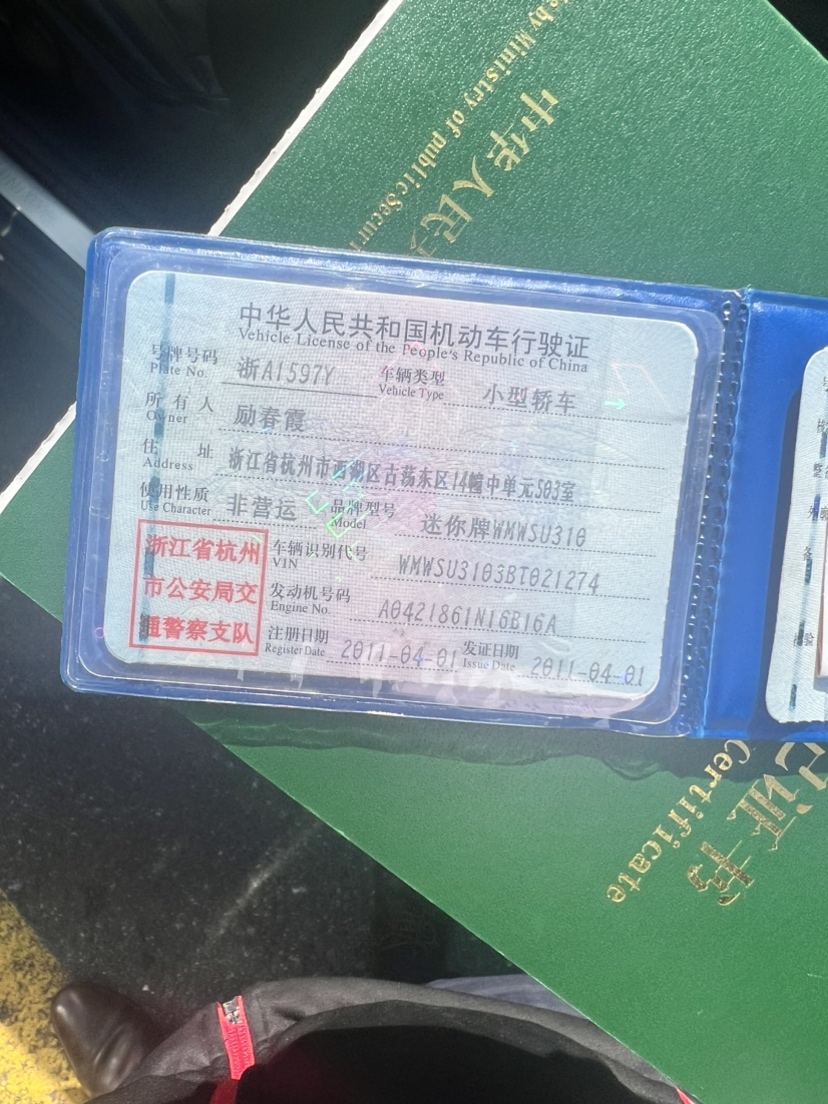 de by Ministry of public Securi
中华人民共
中华人民共和国机动车行驶证
Vehicle License of the People's Republic of China
号牌号码 浙A1597Y 车辆类型 小型轿车
Plate No. Vehicle Type
所有人 励春霞
Owner
住址 浙江省杭州市西湖区古荡东区14幢中单元503室
Address
使用性质 非营运 品牌型号 迷你牌WMWSU310
Use Character Model
浙江省杭州
市公安局交
通警察支队
车辆识别代号 WMWSU3103BT021274
VIN
发动机号码 A0421861N16B16A
Engine No.
注册日期 2011-04-01 发证日期 2011-04-01
Register Date Issue Date
记证书
Certificate